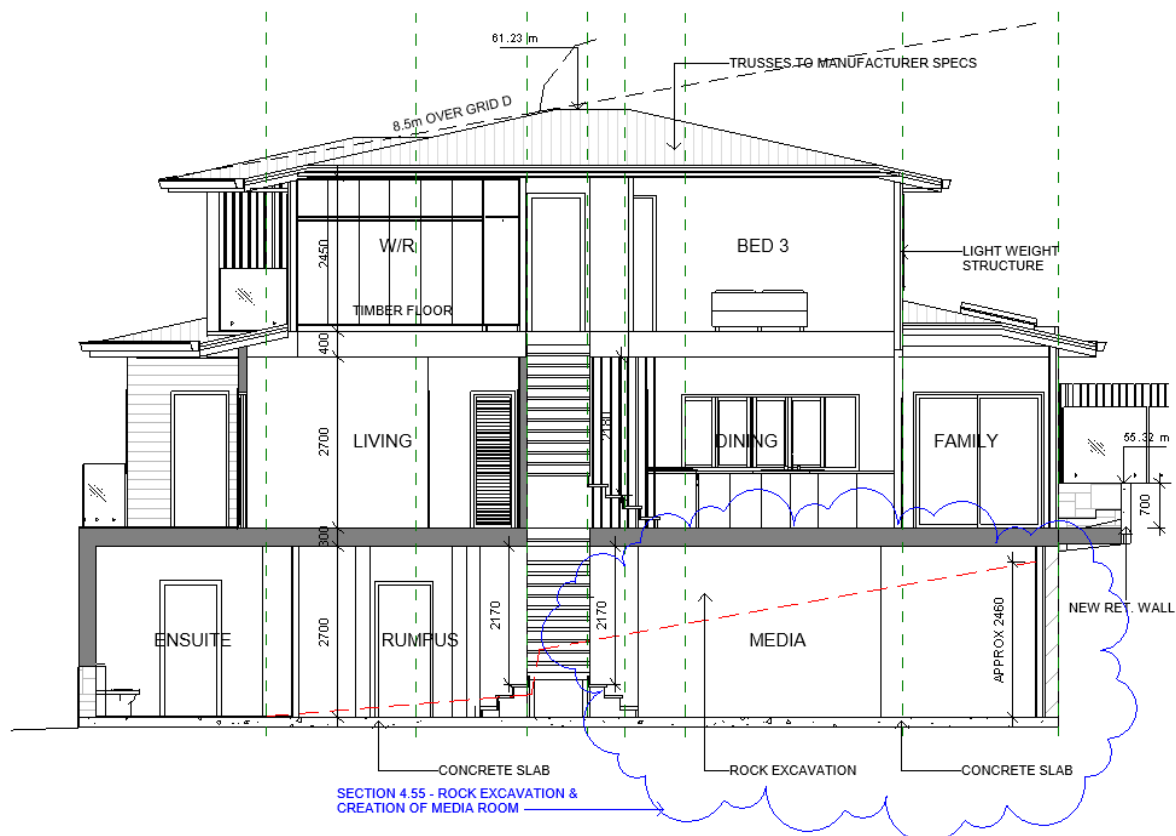 61.23 m
TRUSSES TO MANUFACTURER SPECS
8.5m OVER GRID D
W/R
BED 3
2450
LIGHT WEIGHT
STRUCTURE
TIMBER FLOOR
400
2180
LIVING
DINING
FAMILY
55.32 m
2700
700
300
NEW RET. WALL
ENSUITE
RUMPUS
2170
2170
MEDIA
APPROX 2460
2700
CONCRETE SLAB
ROCK EXCAVATION
CONCRETE SLAB
SECTION 4.55 - ROCK EXCAVATION &
CREATION OF MEDIA ROOM